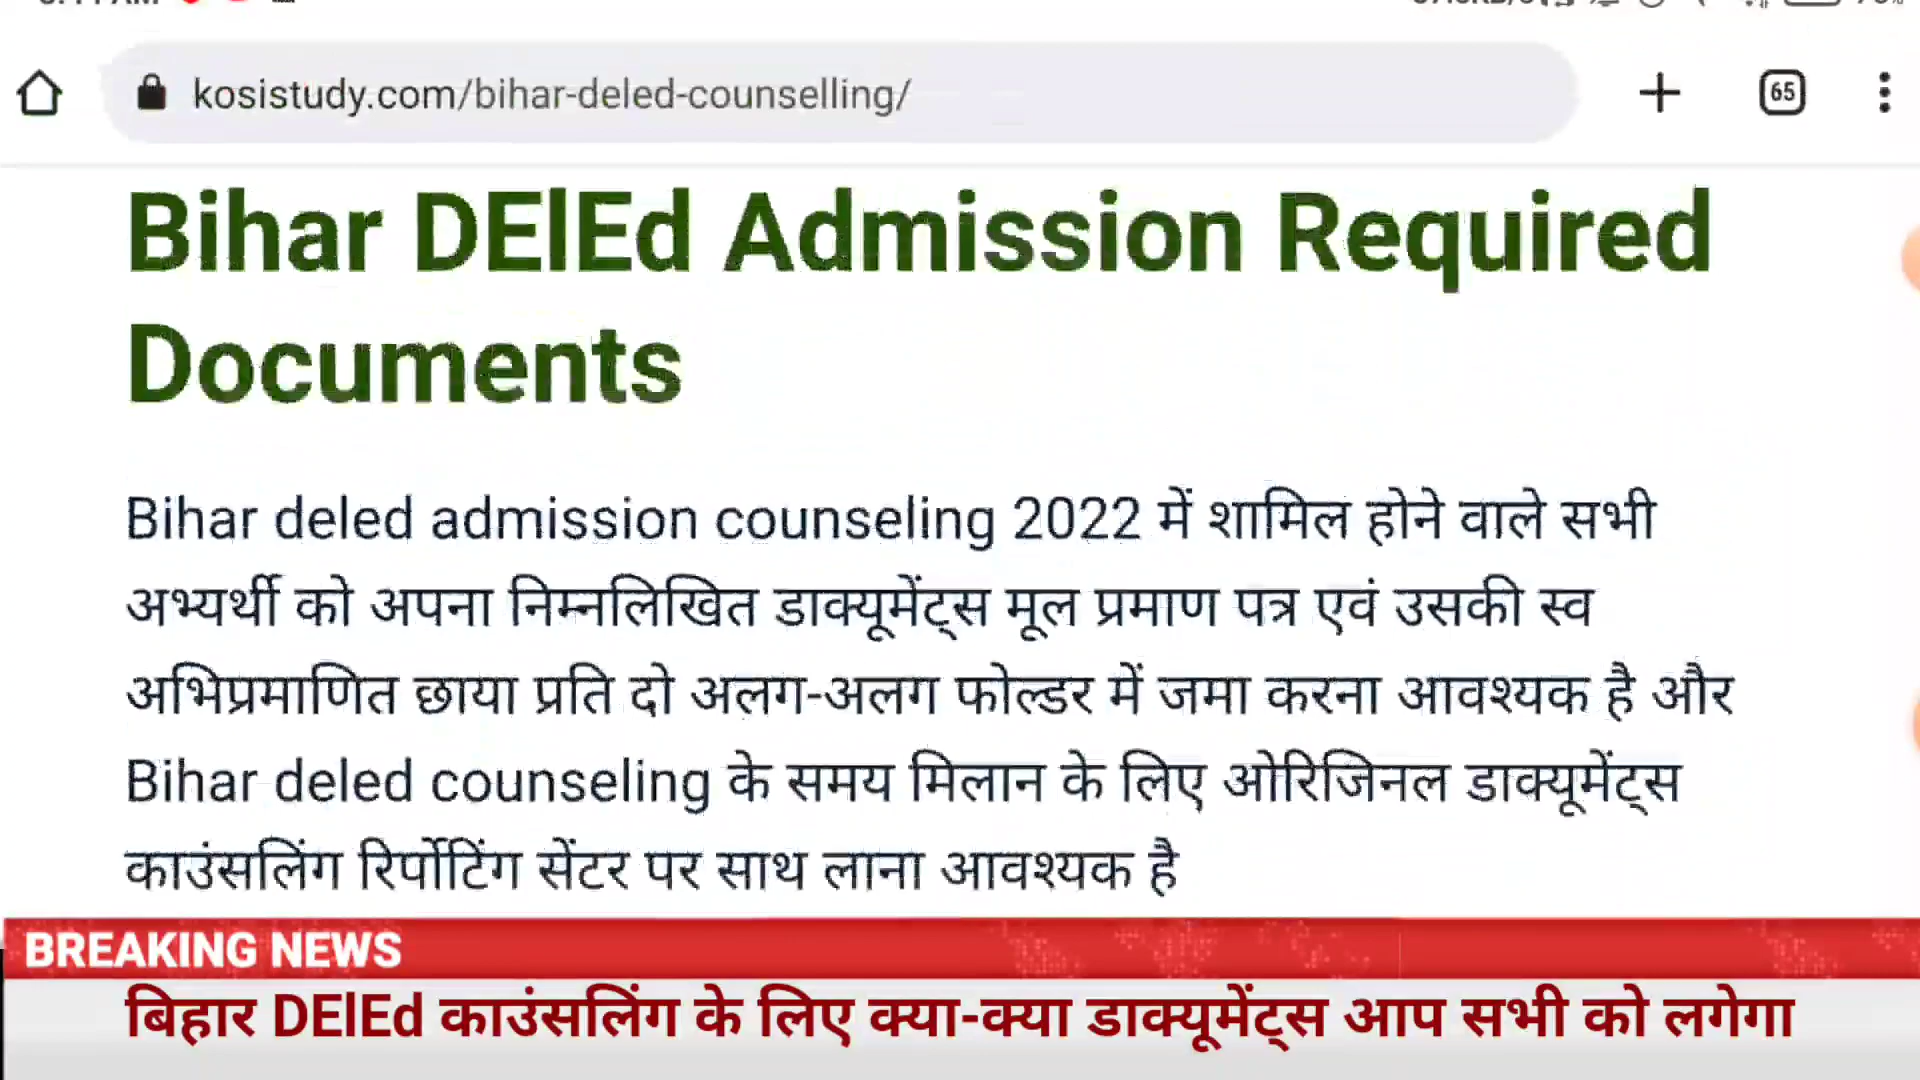 kosistudy.com/bihar-deled-counselling/
65
Bihar DElEd Admission Required
Documents
Bihar deled admission counseling 2022 में शामिल होने वाले सभी
अभ्यर्थी को अपना निम्नलिखित डाक्यूमेंट्स मूल प्रमाण पत्र एवं उसकी स्व
अभिप्रमाणित छाया प्रति दो अलग-अलग फोल्डर में जमा करना आवश्यक है और
Bihar deled counseling के समय मिलान के लिए ओरिजिनल डाक्यूमेंट्स
काउंसलिंग रिर्पोटिंग सेंटर पर साथ लाना आवश्यक है
BREAKING NEWS
बिहार DElEd काउंसलिंग के लिए क्या-क्या डाक्यूमेंट्स आप सभी को लगेगा